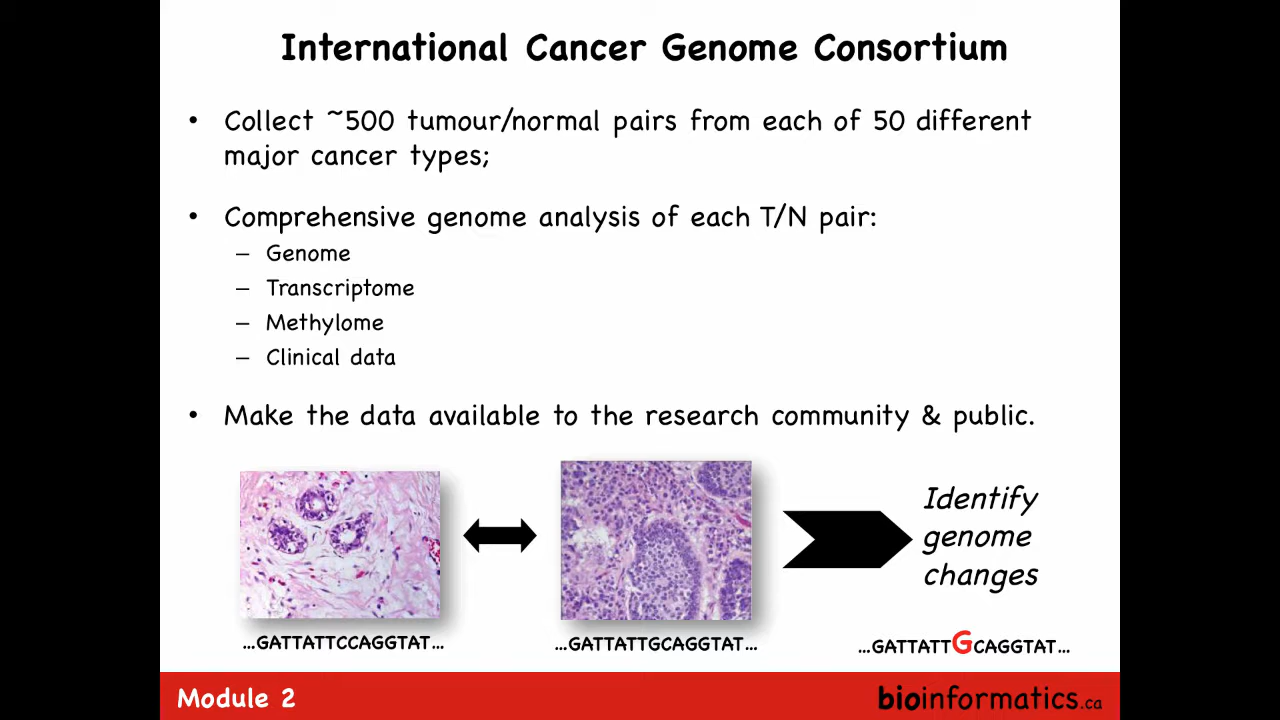 International Cancer Genome Consortium
• Collect ~500 tumour/normal pairs from each of 50 different
major cancer types;
• Comprehensive genome analysis of each T/N pair:
– Genome
– Transcriptome
– Methylome
– Clinical data
• Make the data available to the research community & public.
Identify
genome
changes
...GATTATTCCAGGTAT...
...GATTATTGCAGGTAT...
...GATTATTGCAGGTAT...
Module 2
bioinformatics.ca